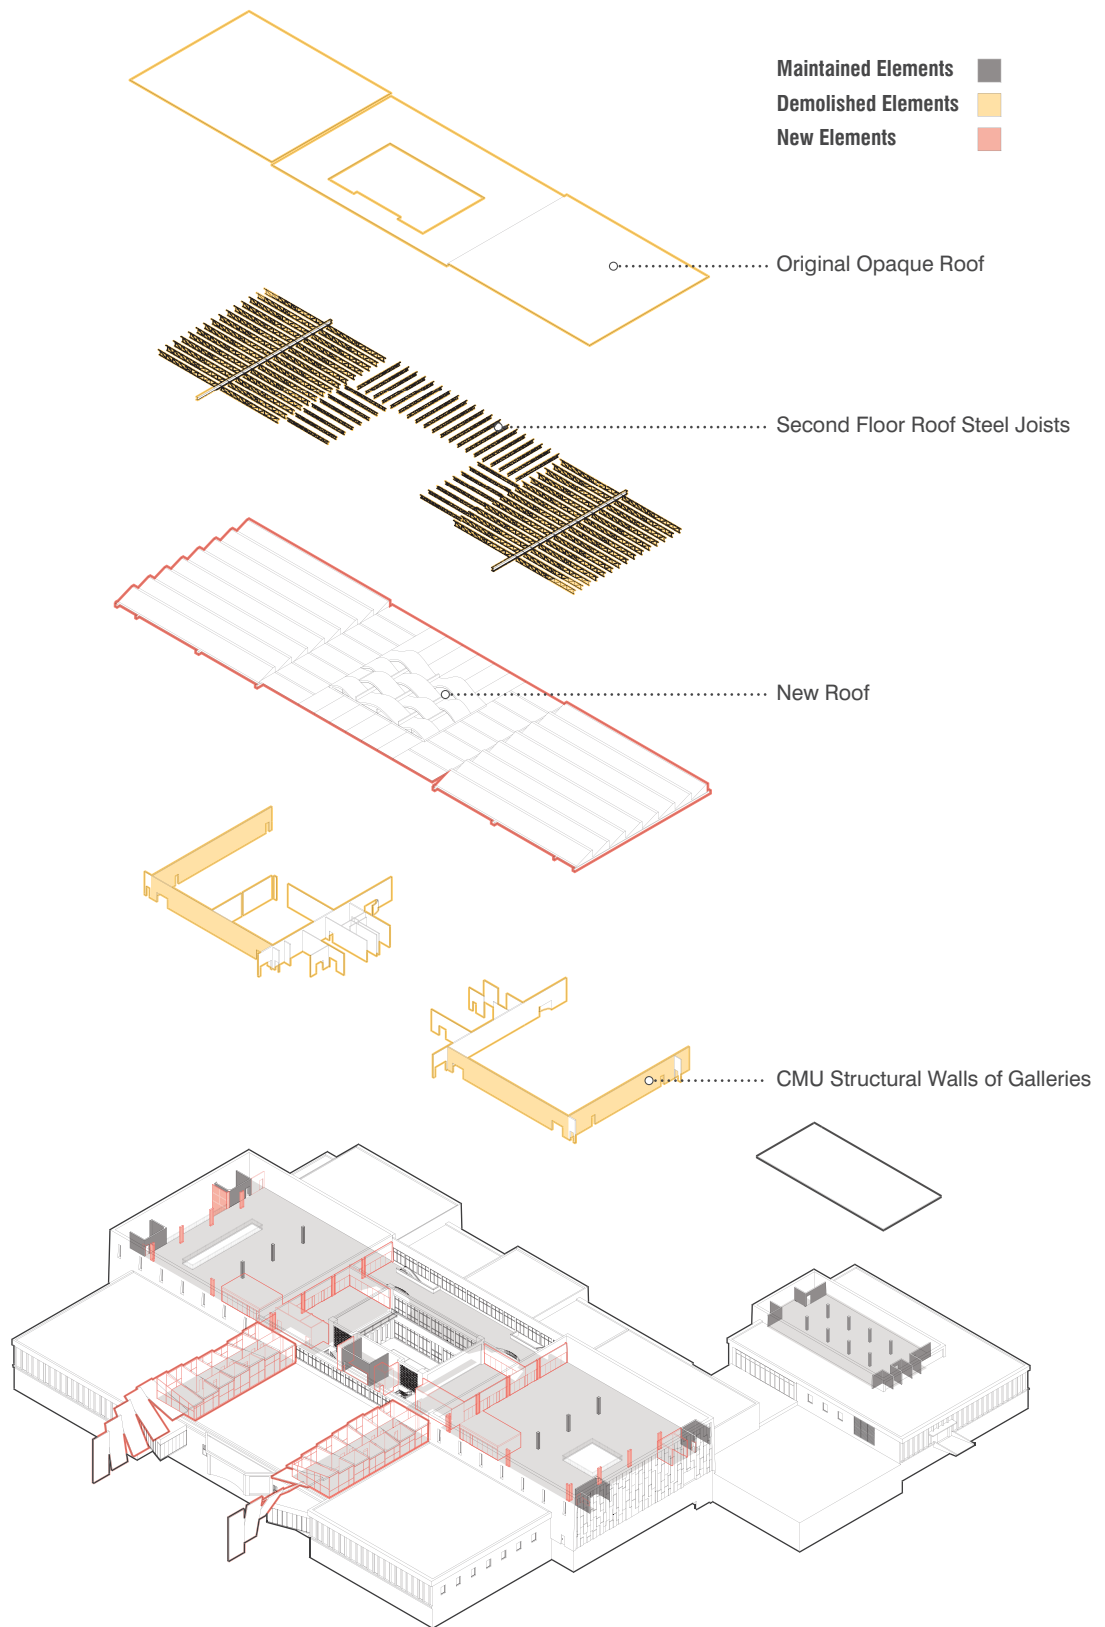 Maintained Elements
Demolished Elements
New Elements
Original Opaque Roof
Second Floor Roof Steel Joists
New Roof
CMU Structural Walls of Galleries